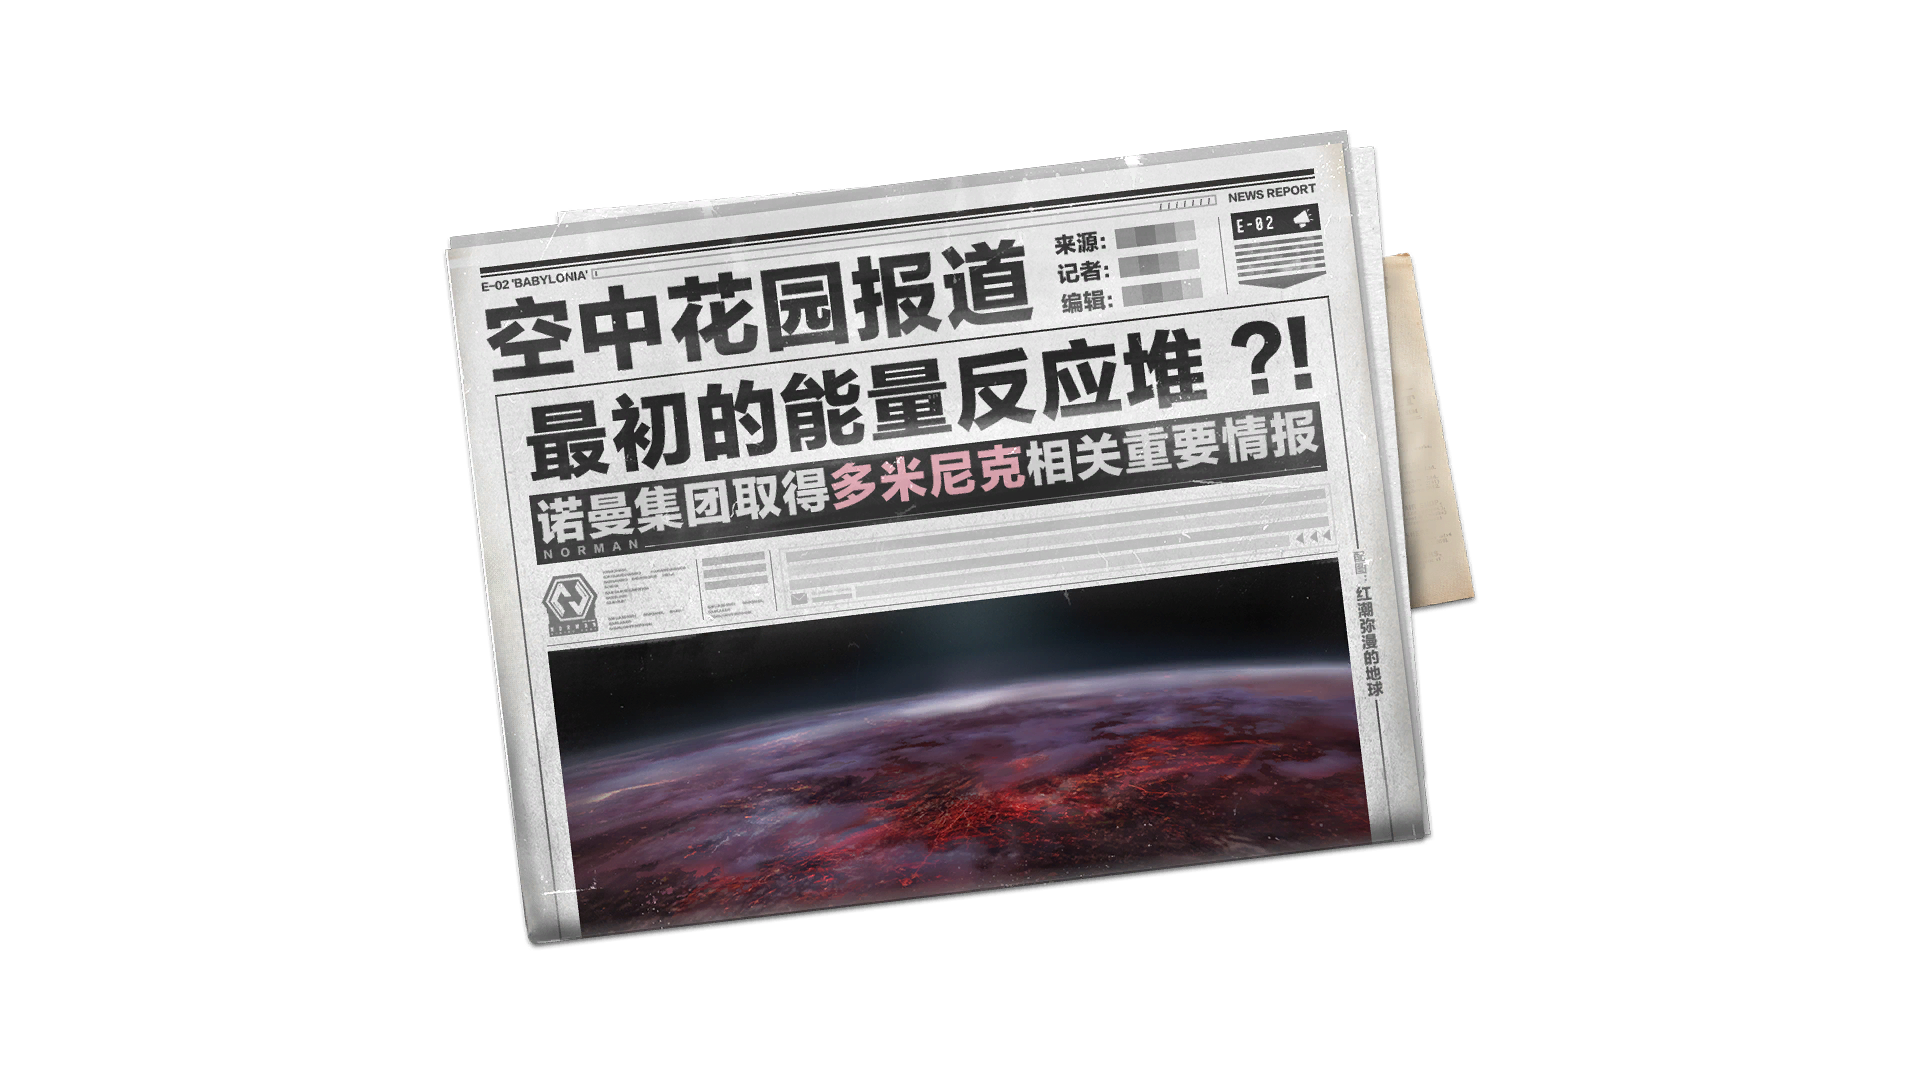 NEWS REPORT
E-02 'BABYLONIA'
E-02
空中花园报道
来源:
记者:
编辑:
最初的能量反应堆 ?!
诺曼集团取得多米尼克相关重要情报
NORMAN
配图：红潮弥漫的地球